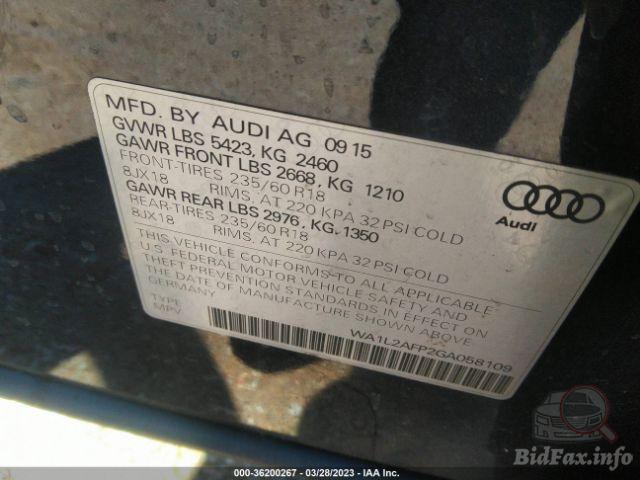 MFD. BY AUDI AG 09 15
GVWR LBS 5423, KG 2460
GAWR FRONT LBS 2668, KG 1210
FRONT-TIRES 235/60 R18
8JX18 RIMS. AT 220 KPA 32 PSI COLD
GAWR REAR LBS 2976, KG 1350
REAR-TIRES 235/60 R18
8JX18 RIMS. AT 220 KPA 32 PSI COLD
THIS VEHICLE CONFORMS TO ALL APPLICABLE
U.S. FEDERAL MOTOR VEHICLE SAFETY AND
THEFT PREVENTION STANDARDS IN EFFECT ON
THE DATE OF MANUFACTURE SHOWN ABOVE
GERMANY
TYPE
MPV
WA1L2AFP2GA058109
Audi
000-36200267 - 03/28/2023 - IAA Inc.
BidFax.info